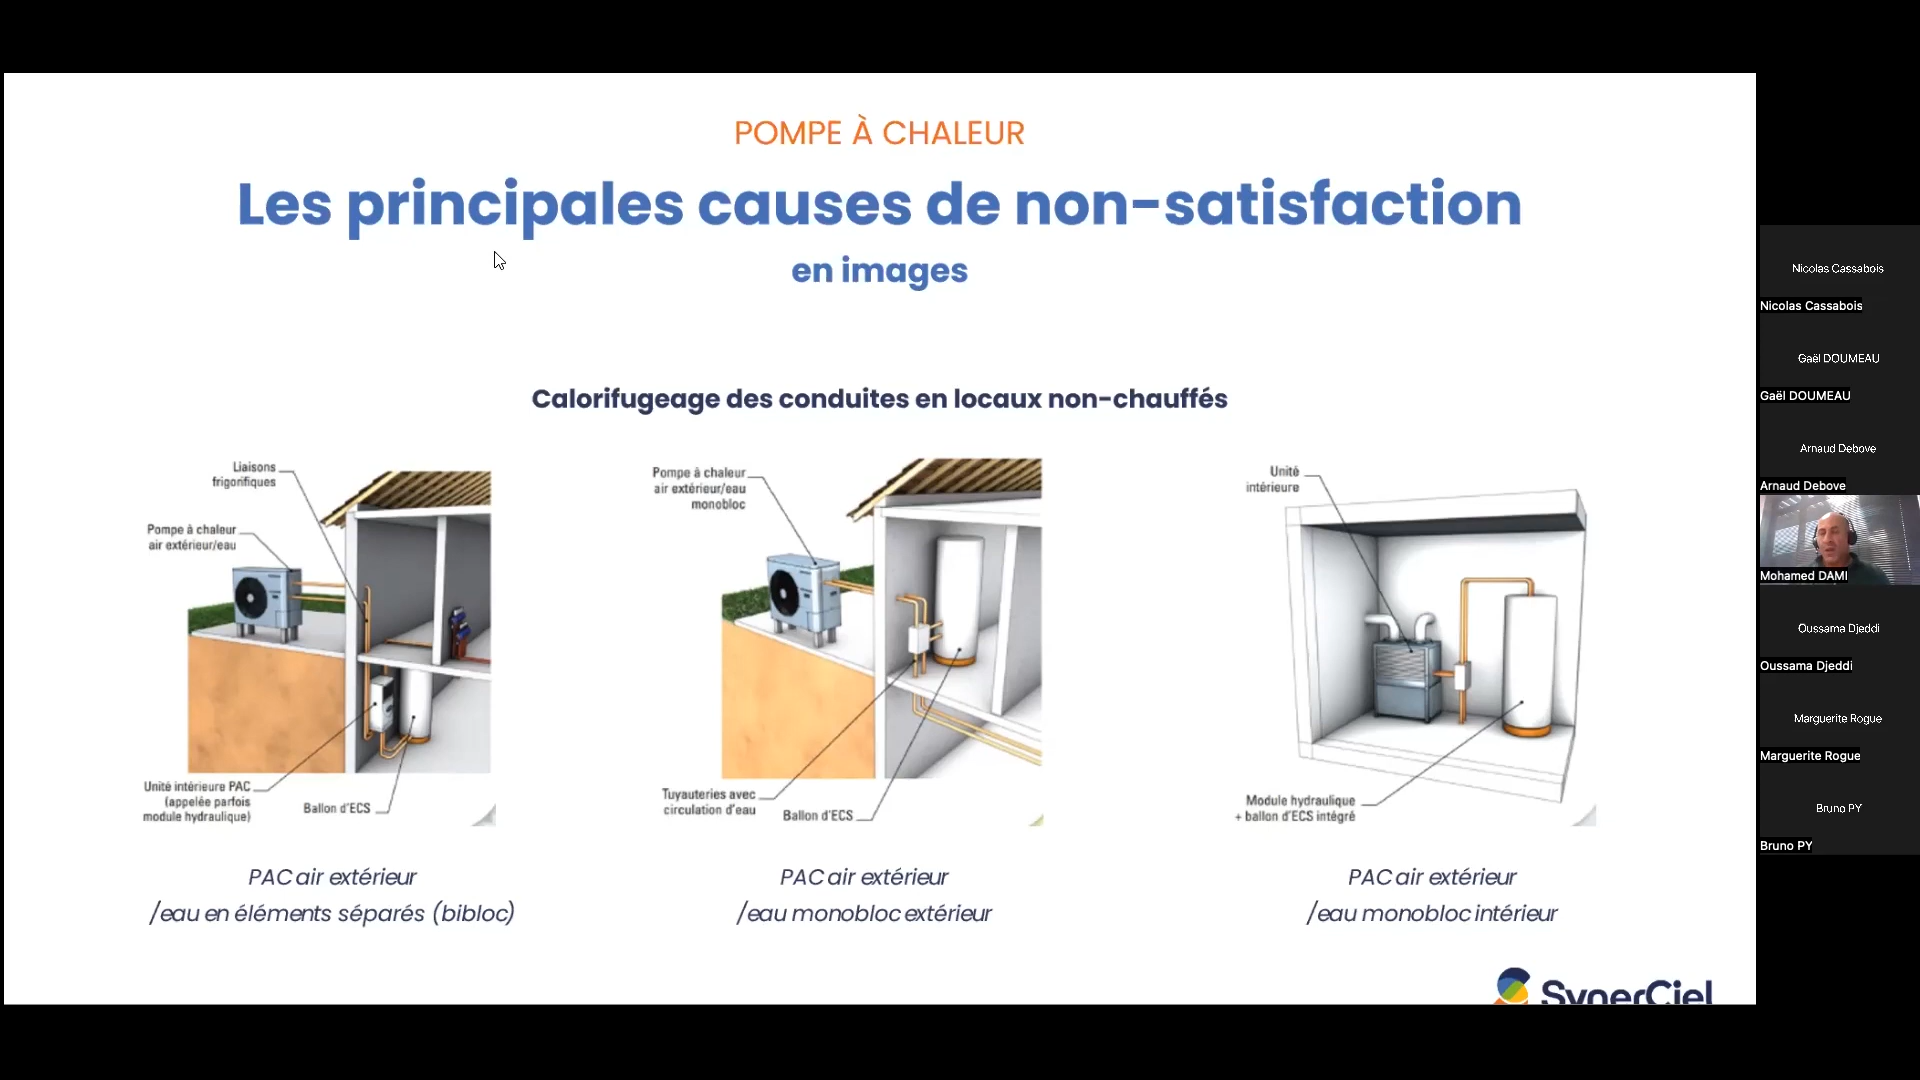 POMPE À CHALEUR
Les principales causes de non-satisfaction
en images
Calorifugeage des conduites en locaux non-chauffés
Liaisons
frigorifiques
Pompe à chaleur
air extérieur/eau
Unité intérieure PAC
(appelée parfois
module hydraulique)
Ballon d'ECS
PAC air extérieur
/eau en éléments séparés (bibloc)
Pompe à chaleur
air extérieur/eau
monobloc
Tuyauteries avec
circulation d'eau
Ballon d'ECS
PAC air extérieur
/eau monobloc extérieur
Unité
intérieure
Module hydraulique
+ ballon d'ECS intégré
PAC air extérieur
/eau monobloc intérieur
SynerCiel
Nicolas Cassabois
Nicolas Cassabois
Gaël DOUMEAU
Gaël DOUMEAU
Arnaud Debove
Arnaud Debove
Mohamed DAMI
Oussama Djeddi
Oussama Djeddi
Marguerite Rogue
Marguerite Rogue
Bruno PY
Bruno PY